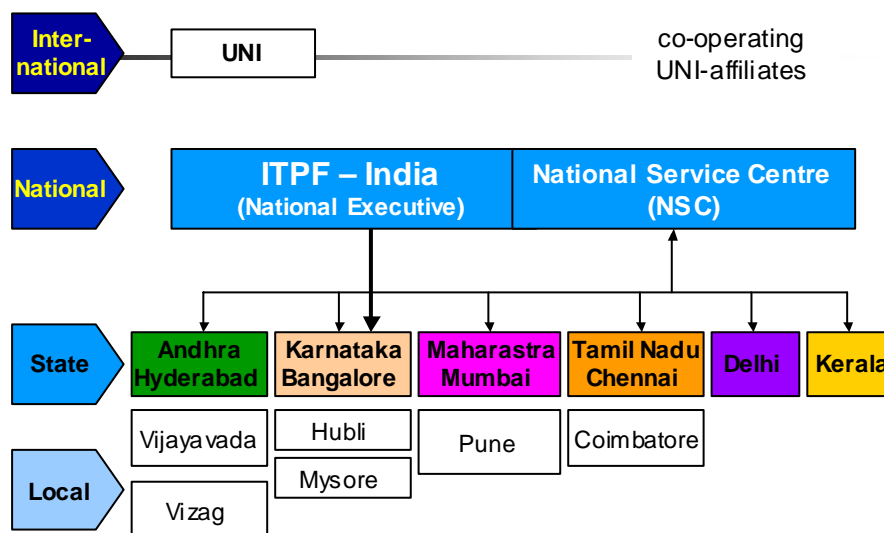 Inter-
national
UNI
co-operating
UNI-affiliates
National
ITPF – India
(National Executive)
National Service Centre
(NSC)
State
Andhra
Hyderabad
Karnataka
Bangalore
Maharastra
Mumbai
Tamil Nadu
Chennai
Delhi
Kerala
Local
Vijayavada
Vizag
Hubli
Mysore
Pune
Coimbatore